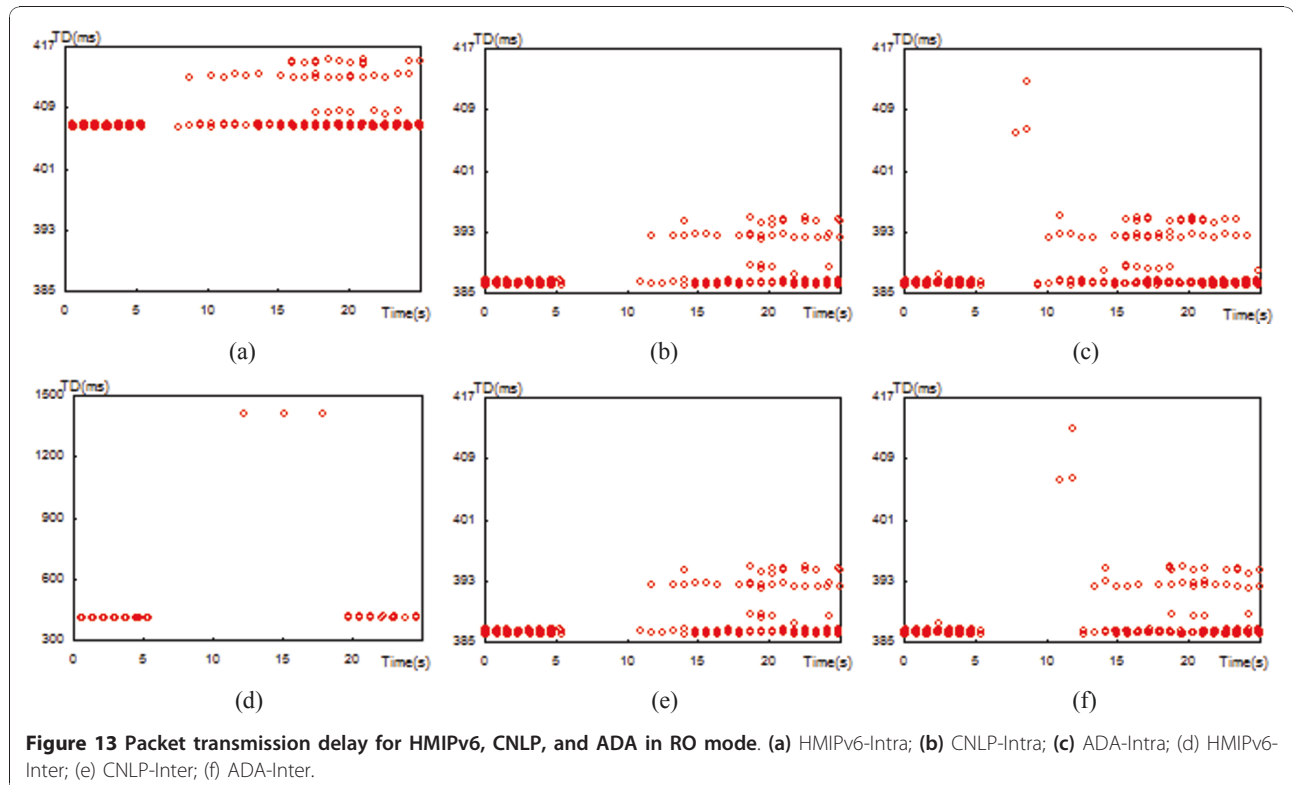 TD(ms)
417
409
401
393
385
0 5 10 15 20
Time(s)
(a)
TD(ms)
417
409
401
393
385
0 5 10 15 20
Time(s)
(b)
TD(ms)
417
409
401
393
385
0 5 10 15 20
Time(s)
(c)
TD(ms)
1500
1200
900
600
300
0 5 10 15 20
Time(s)
(d)
TD(ms)
417
409
401
393
385
0 5 10 15 20
Time(s)
(e)
TD(ms)
417
409
401
393
385
0 5 10 15 20
Time(s)
(f)
Figure 13 Packet transmission delay for HMIPv6, CNLP, and ADA in RO mode. (a) HMIPv6-Intra; (b) CNLP-Intra; (c) ADA-Intra; (d) HMIPv6-
Inter; (e) CNLP-Inter; (f) ADA-Inter.